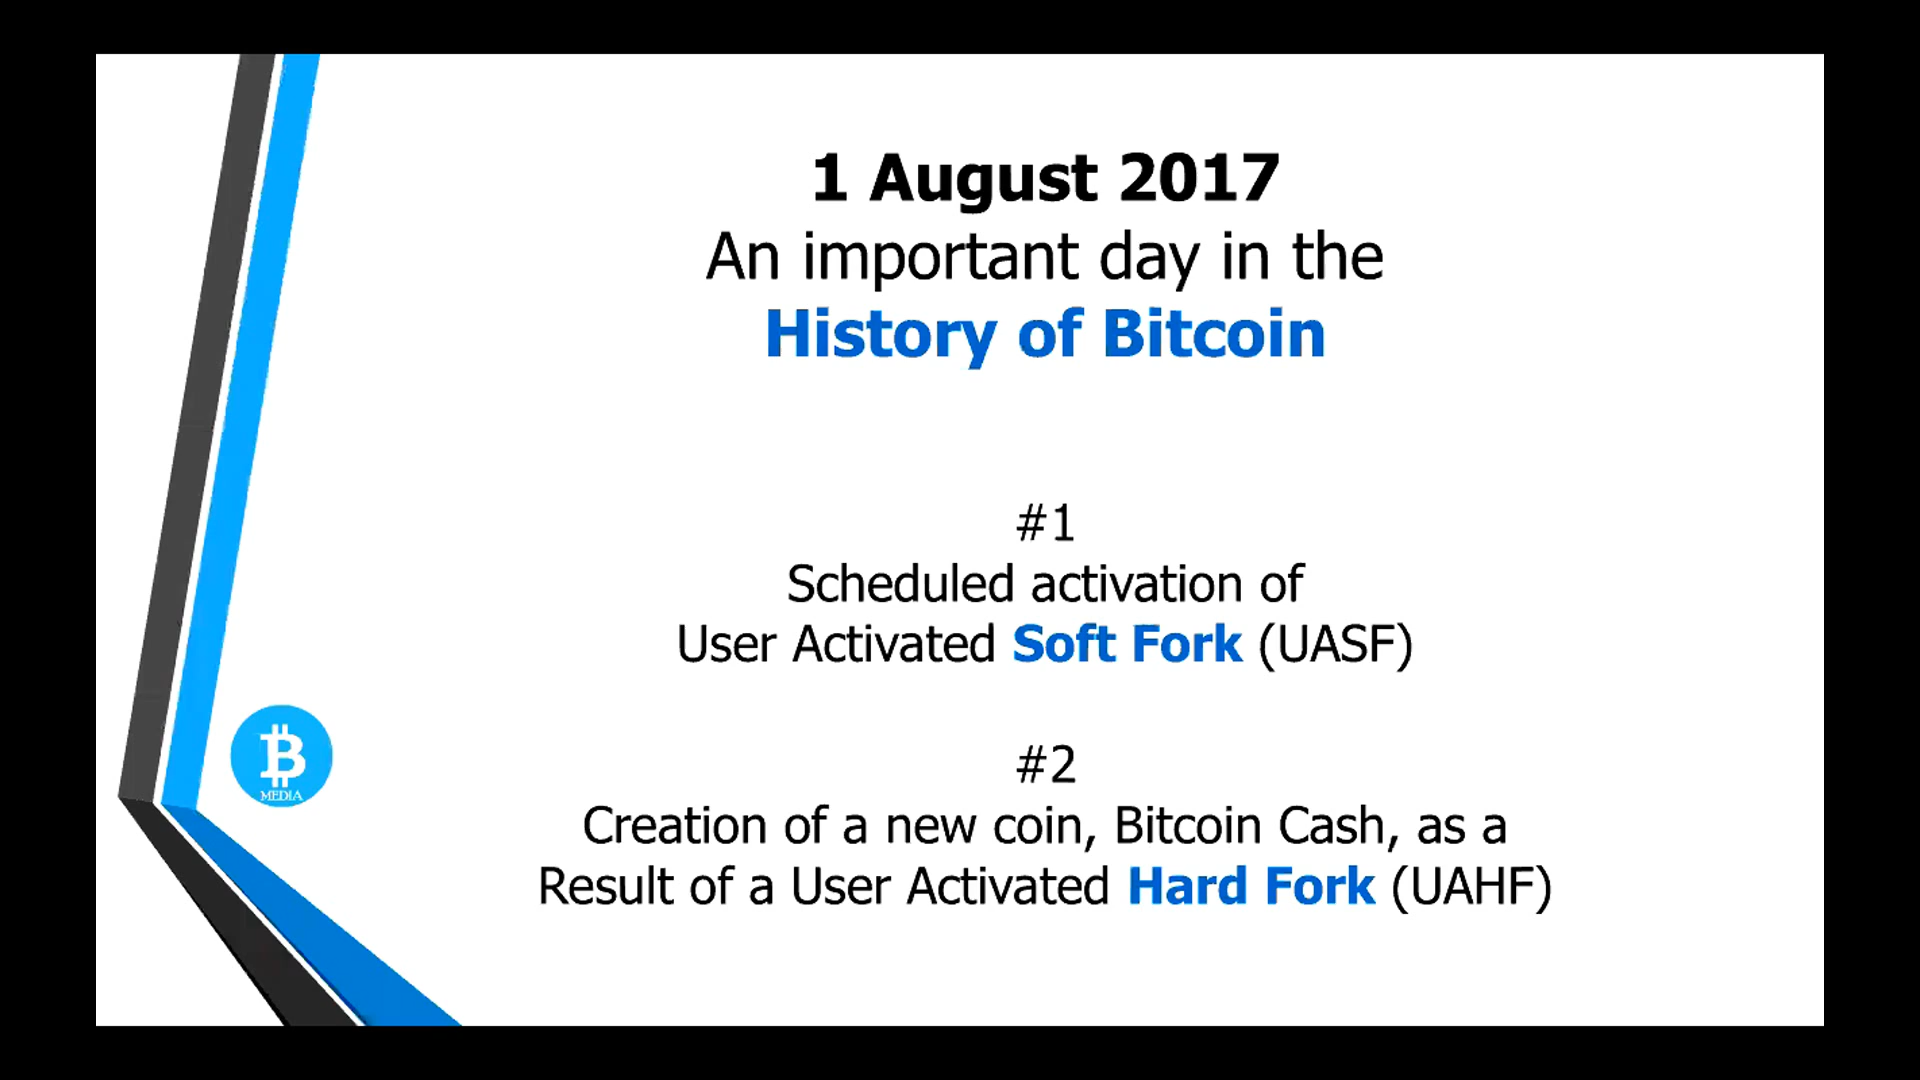 1 August 2017
An important day in the
History of Bitcoin
#1
Scheduled activation of
User Activated Soft Fork (UASF)
#2
Creation of a new coin, Bitcoin Cash, as a
Result of a User Activated Hard Fork (UAHF)
MEDIA